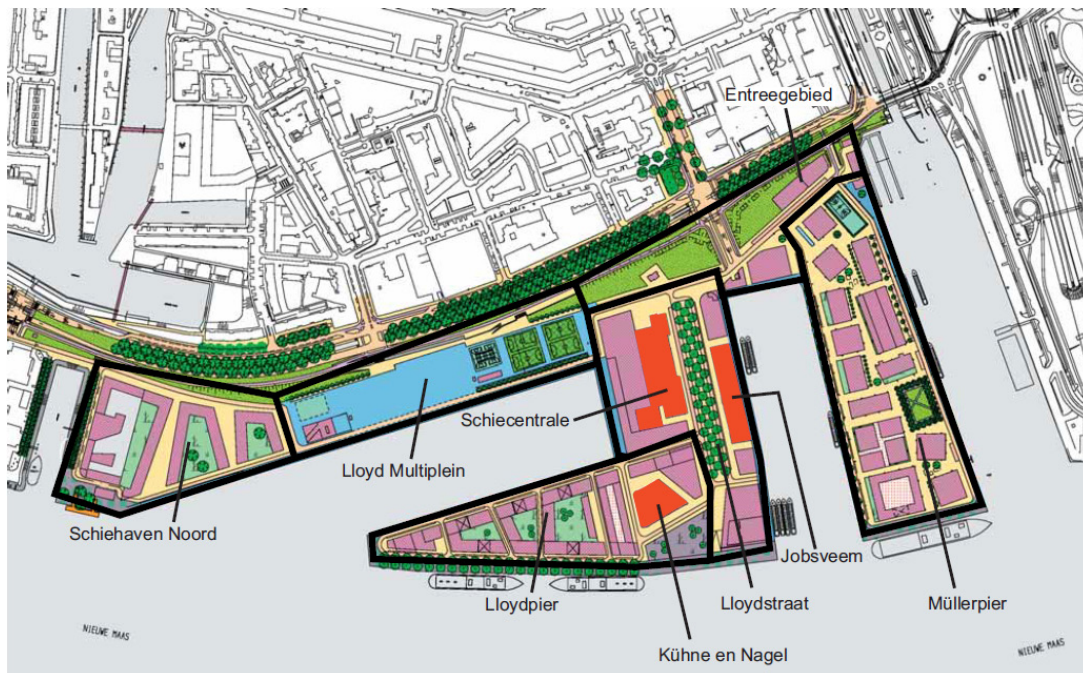 Entreegebied
Schiecentrale
Lloyd Multiplein
Schiehaven Noord
Jobsveem
Lloydpier
Lloydstraat
Müllerpier
Kühne en Nagel
NIEUWE MAAS
NIEUWE MAAS